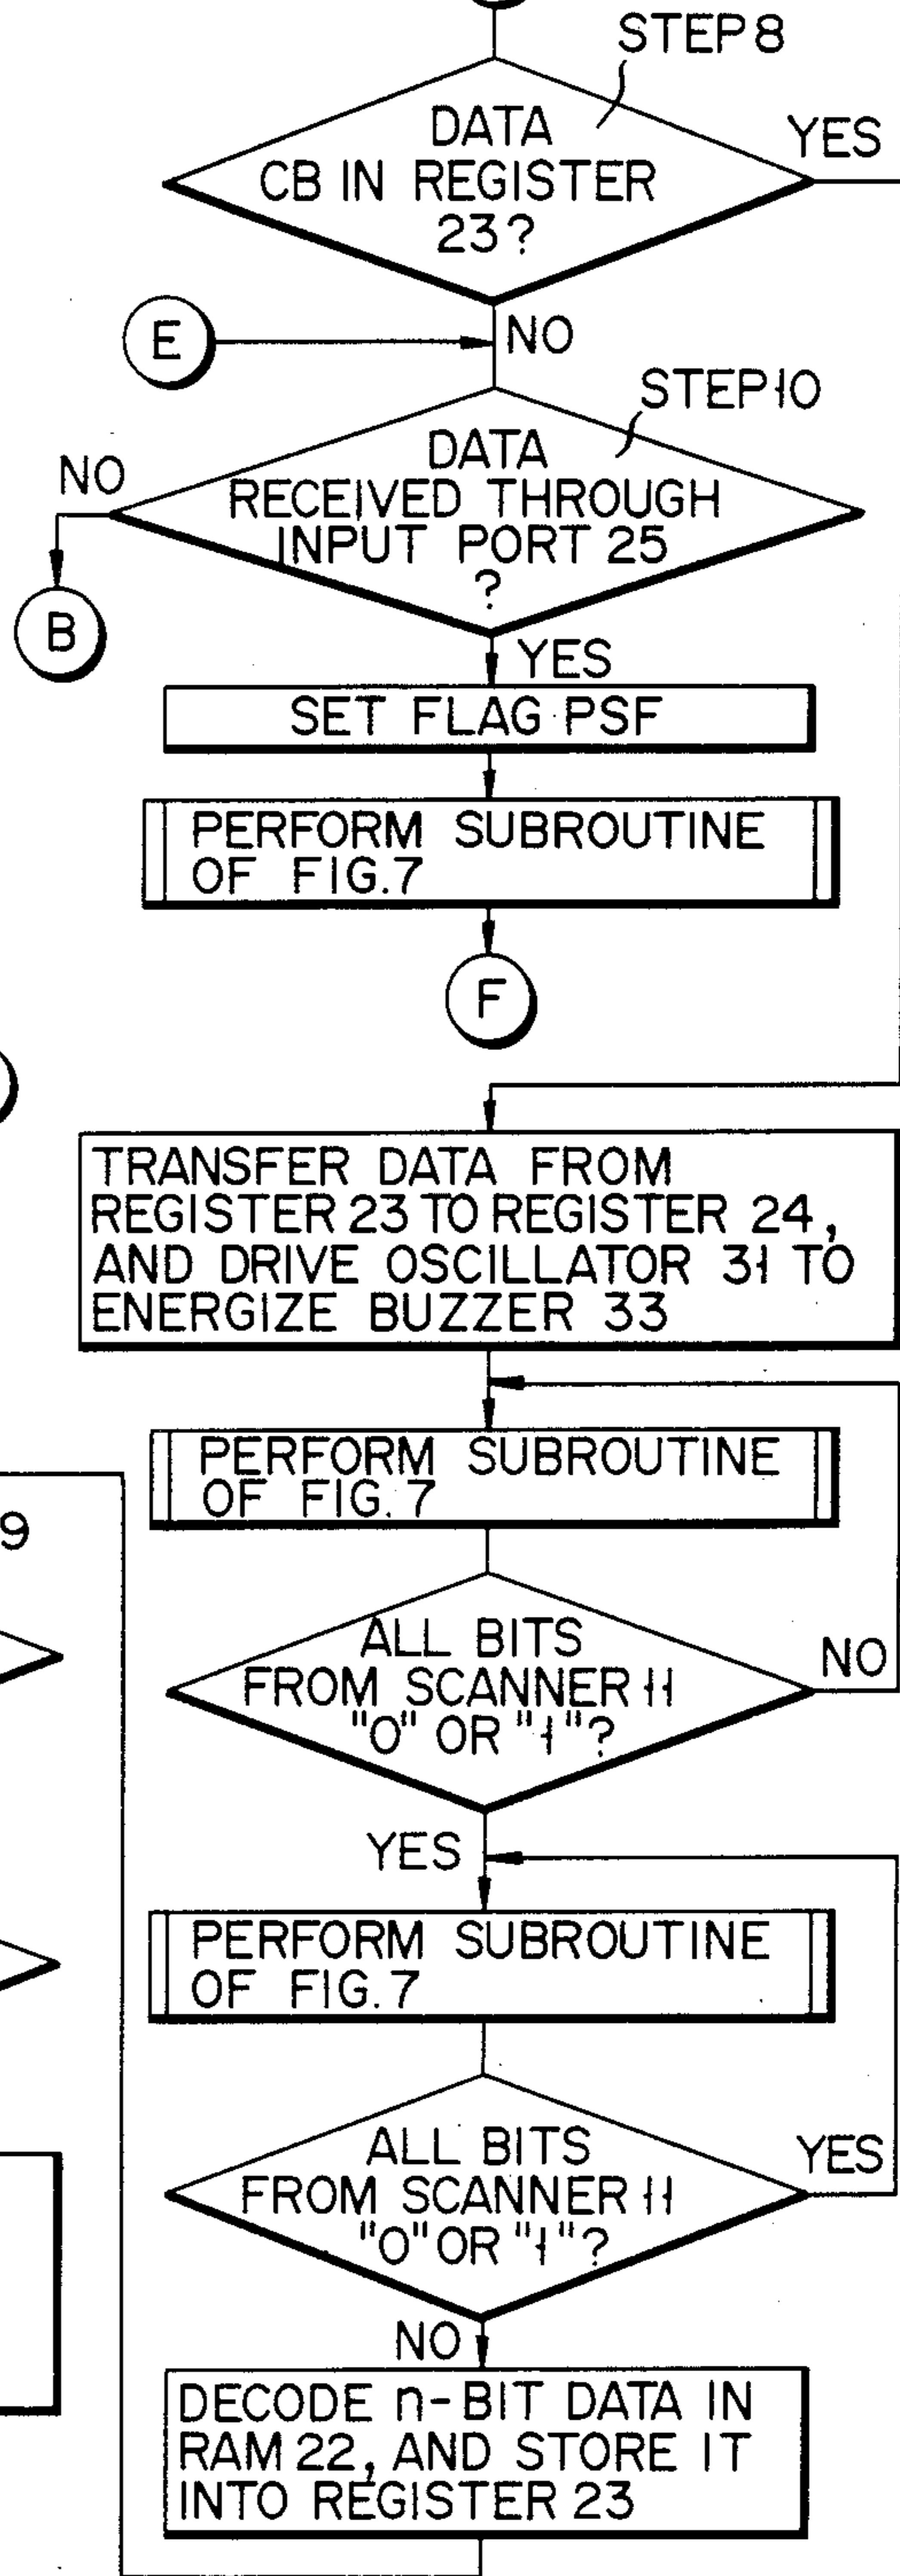 STEP 8
DATA
CB IN REGISTER
23?
YES
E
NO
STEP 10
DATA
RECEIVED THROUGH
INPUT PORT 25
?
NO
B
YES
SET FLAG PSF
PERFORM SUBROUTINE
OF FIG.7
F
TRANSFER DATA FROM
REGISTER 23 TO REGISTER 24,
AND DRIVE OSCILLATOR 31 TO
ENERGIZE BUZZER 33
PERFORM SUBROUTINE
OF FIG.7
9
ALL BITS
FROM SCANNER 11
"0" OR "1"?
NO
YES
PERFORM SUBROUTINE
OF FIG.7
ALL BITS
FROM SCANNER 11
"0" OR "1"?
YES
NO
DECODE n-BIT DATA IN
RAM 22, AND STORE IT
INTO REGISTER 23